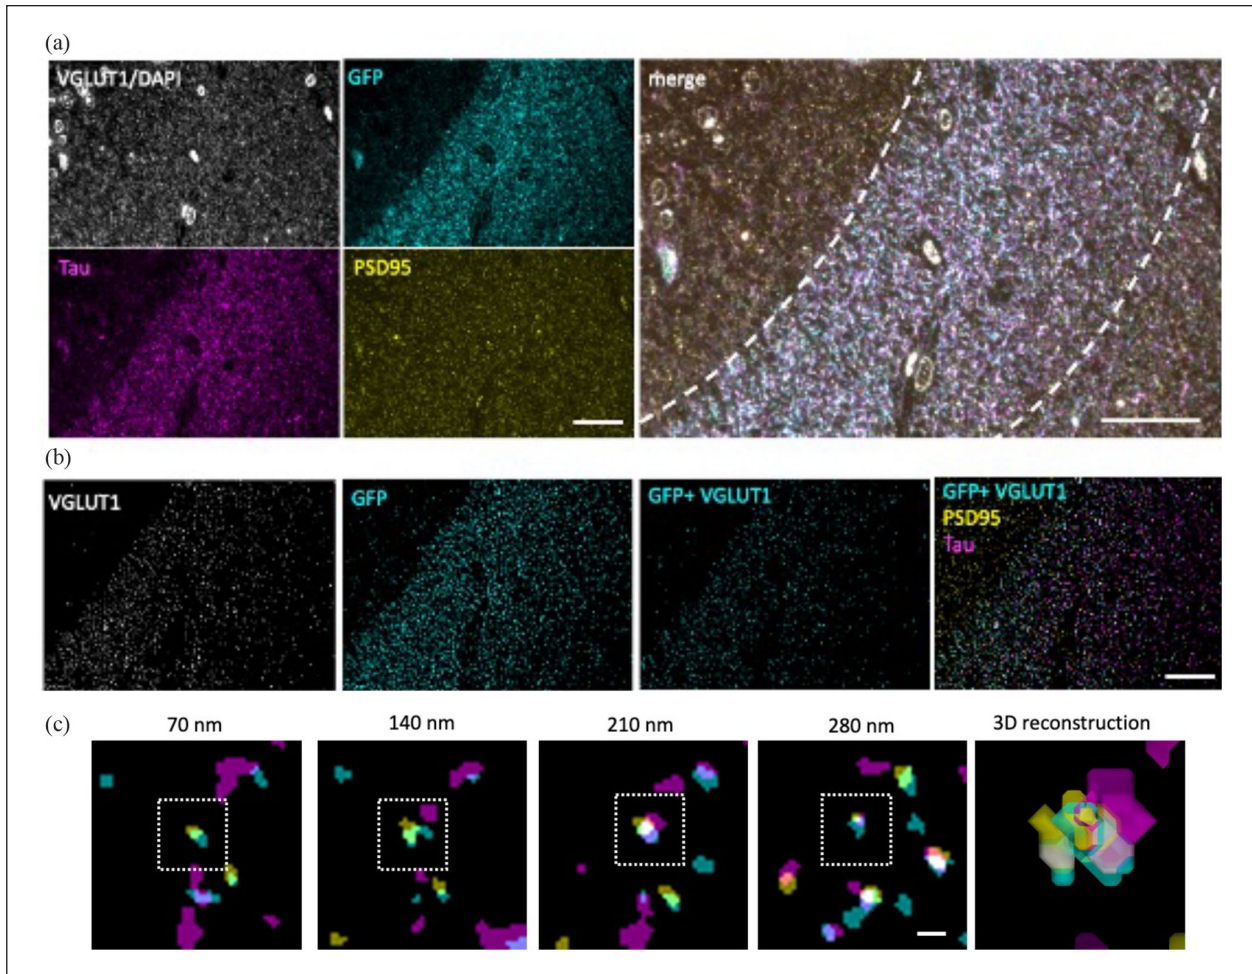 (a)
VGLUT1/DAPI GFP merge
Tau PSD95
(b)
VGLUT1 GFP GFP+ VGLUT1 GFP+ VGLUT1
PSD95
Tau
(c) 70 nm 140 nm 210 nm 280 nm 3D reconstruction